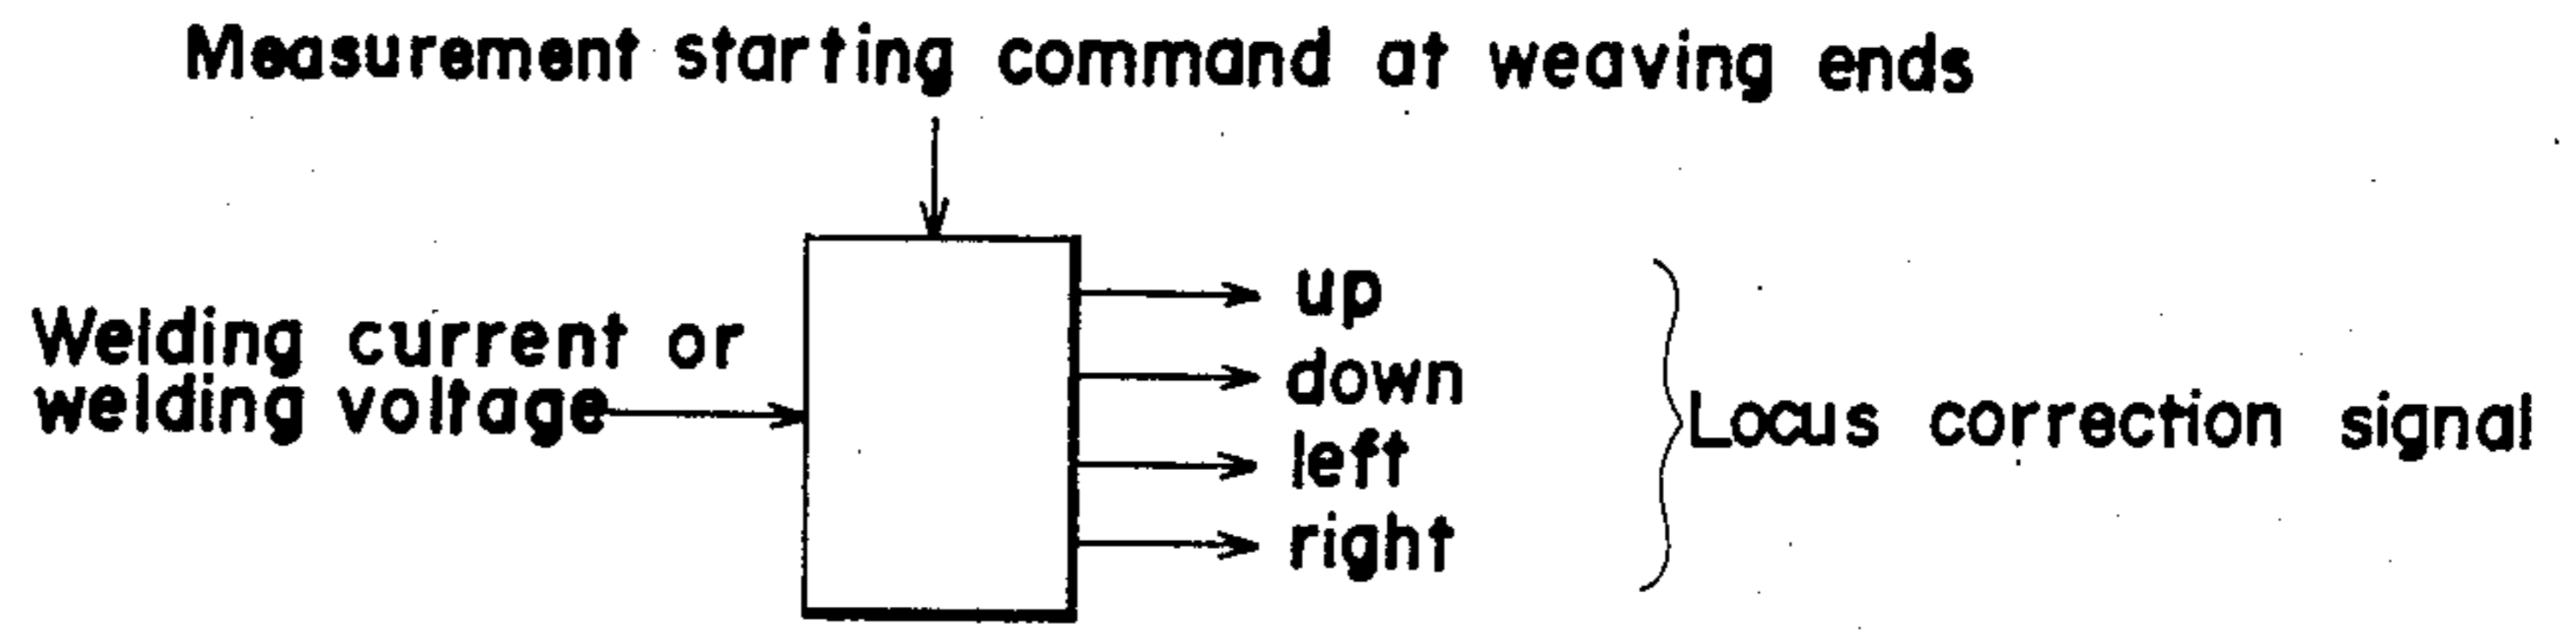 Measurement starting command at weaving ends
Welding current or
welding voltage
up
down
left
right
Locus correction signal